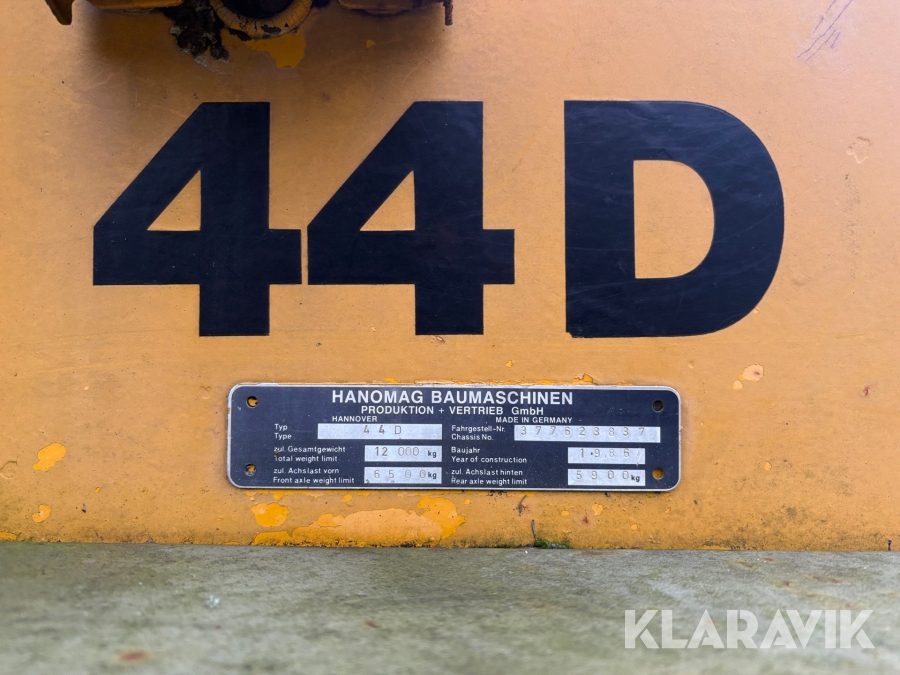 44D
HANOMAG BAUMASCHINEN
PRODUKTION + VERTRIEB GmbH
HANNOVER MADE IN GERMANY
Typ
Type 44D
Fahrgestell-Nr.
Chassis No. 377623837
zul. Gesamtgewicht
Total weight limit 12 000 kg
Baujahr
Year of construction 1986
zul. Achslast vorn
Front axle weight limit 6500 kg
zul. Achslast hinten
Rear axle weight limit 5900 kg
KLARAVIK